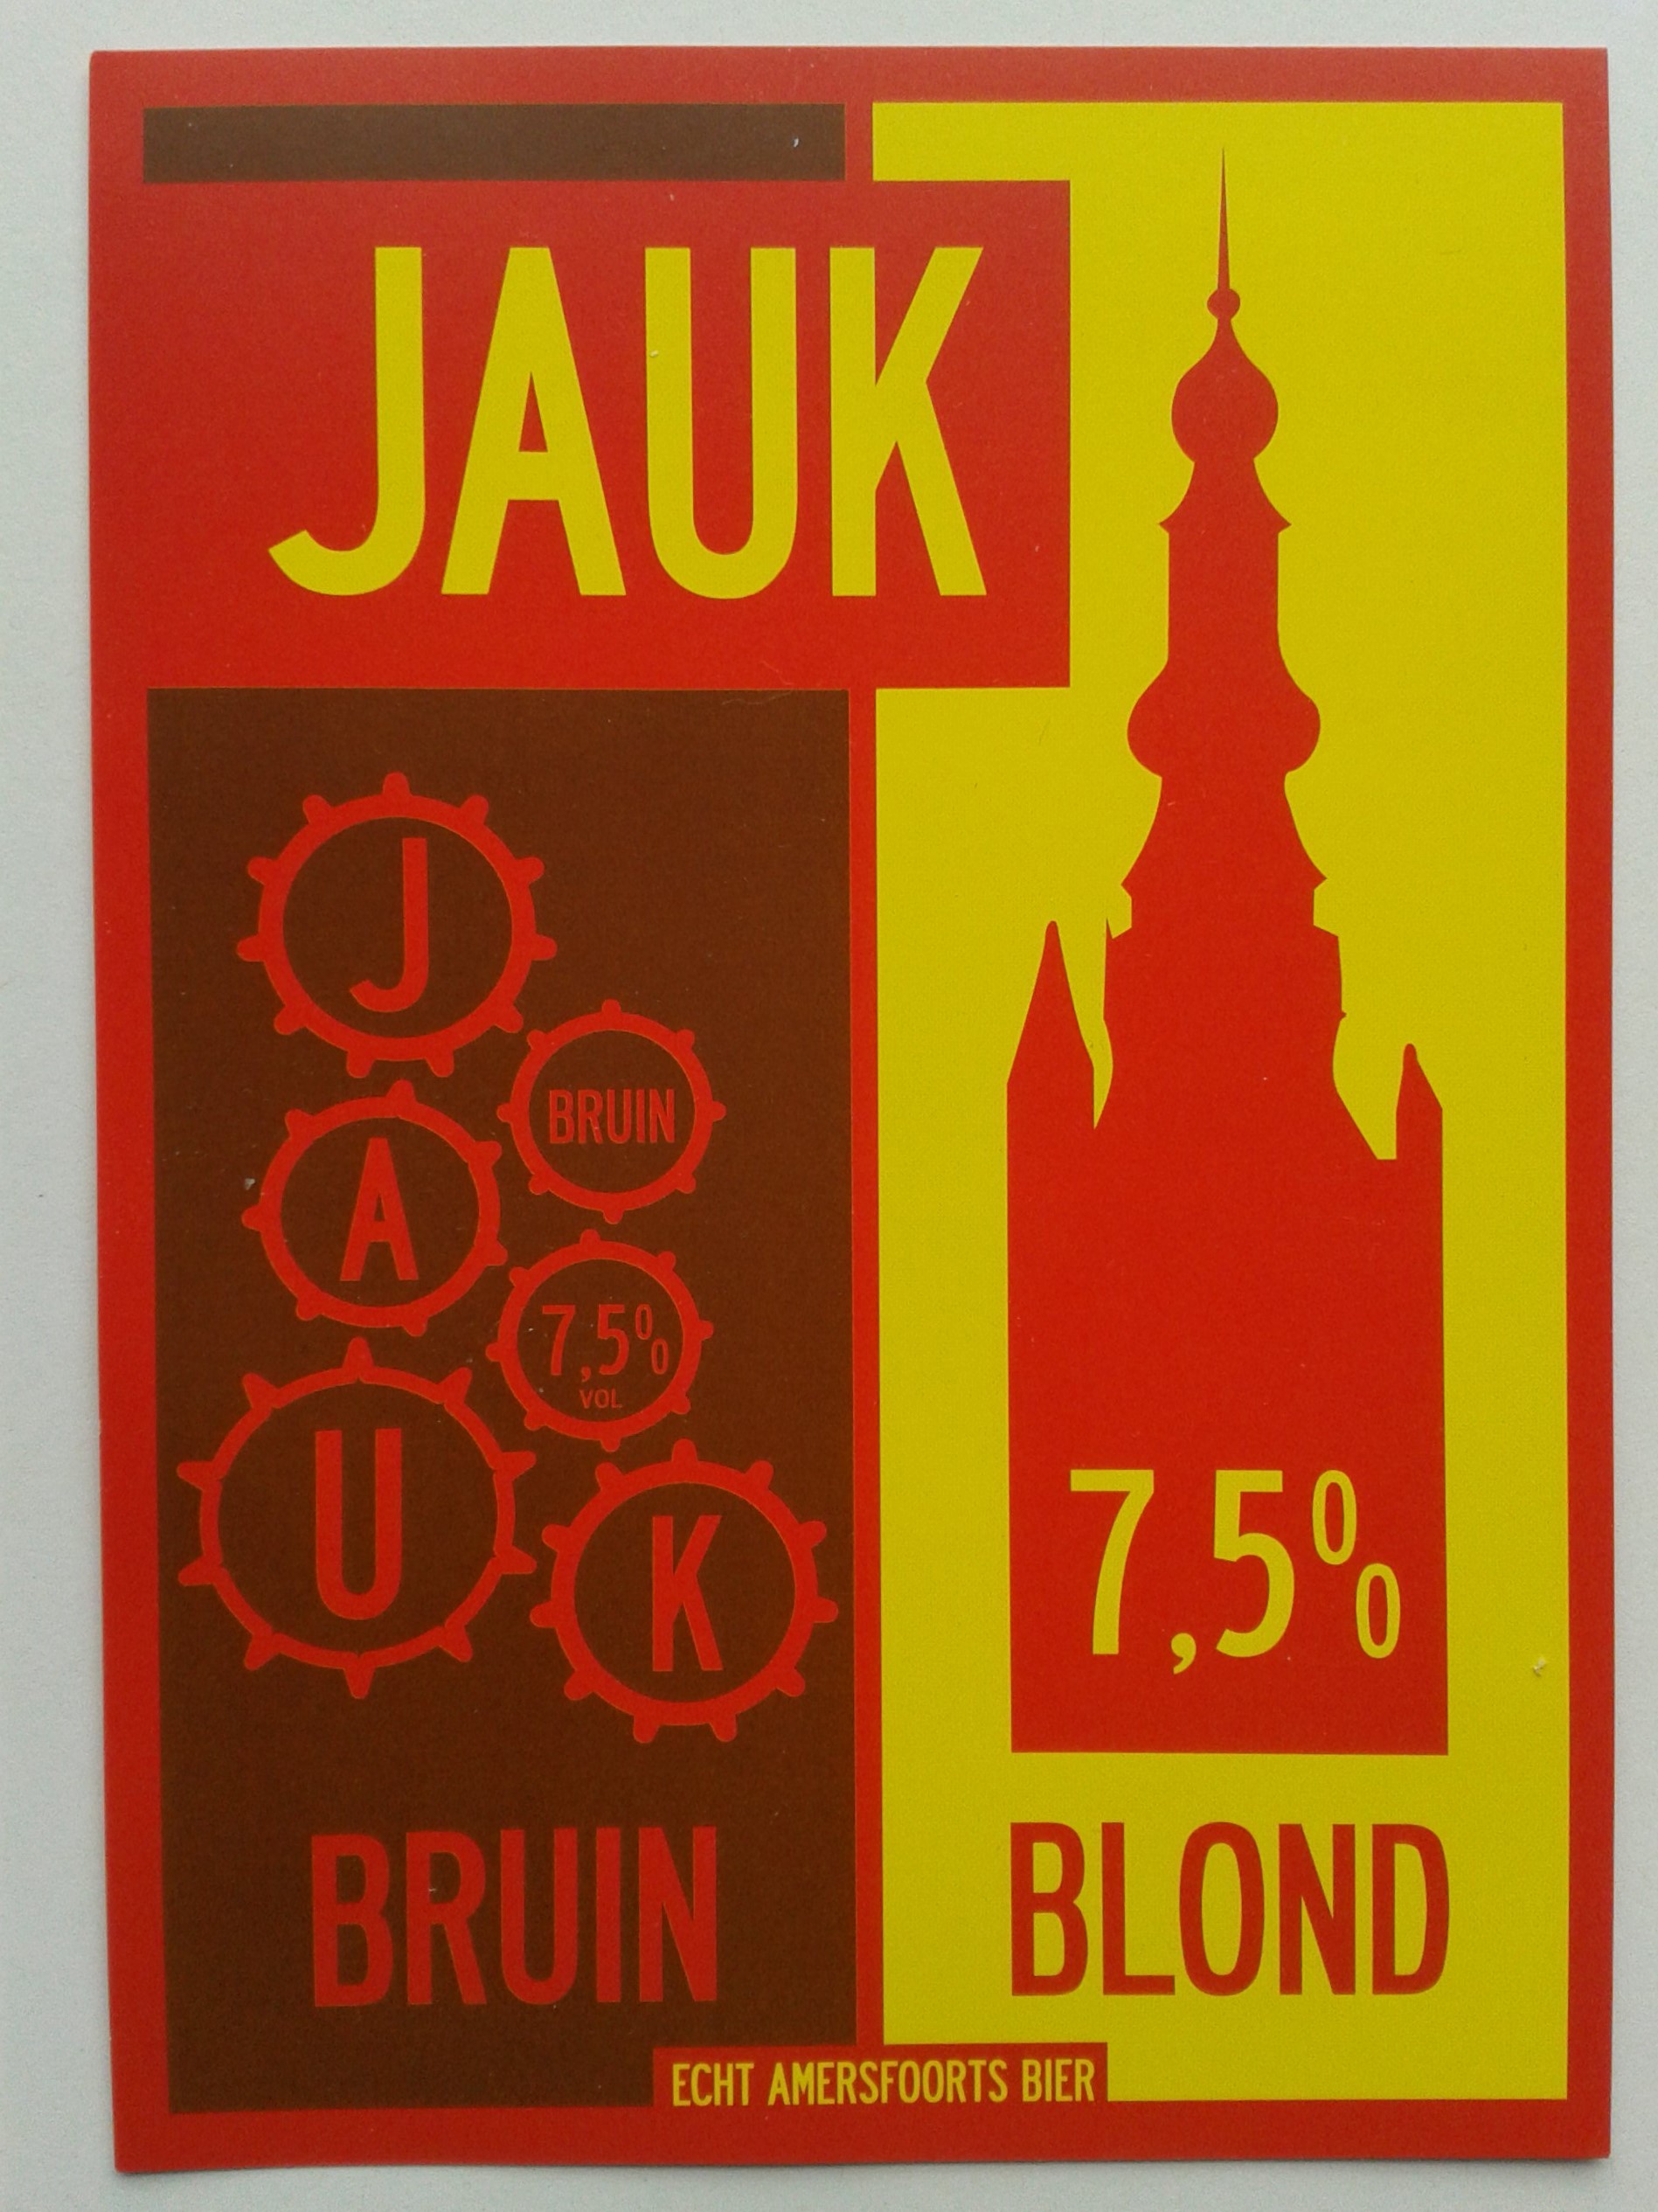 JAUK
J
BRUIN
A
7,5%
VOL
U
K
7,5%
BRUIN
BLOND
ECHT AMERSFOORTS BIER